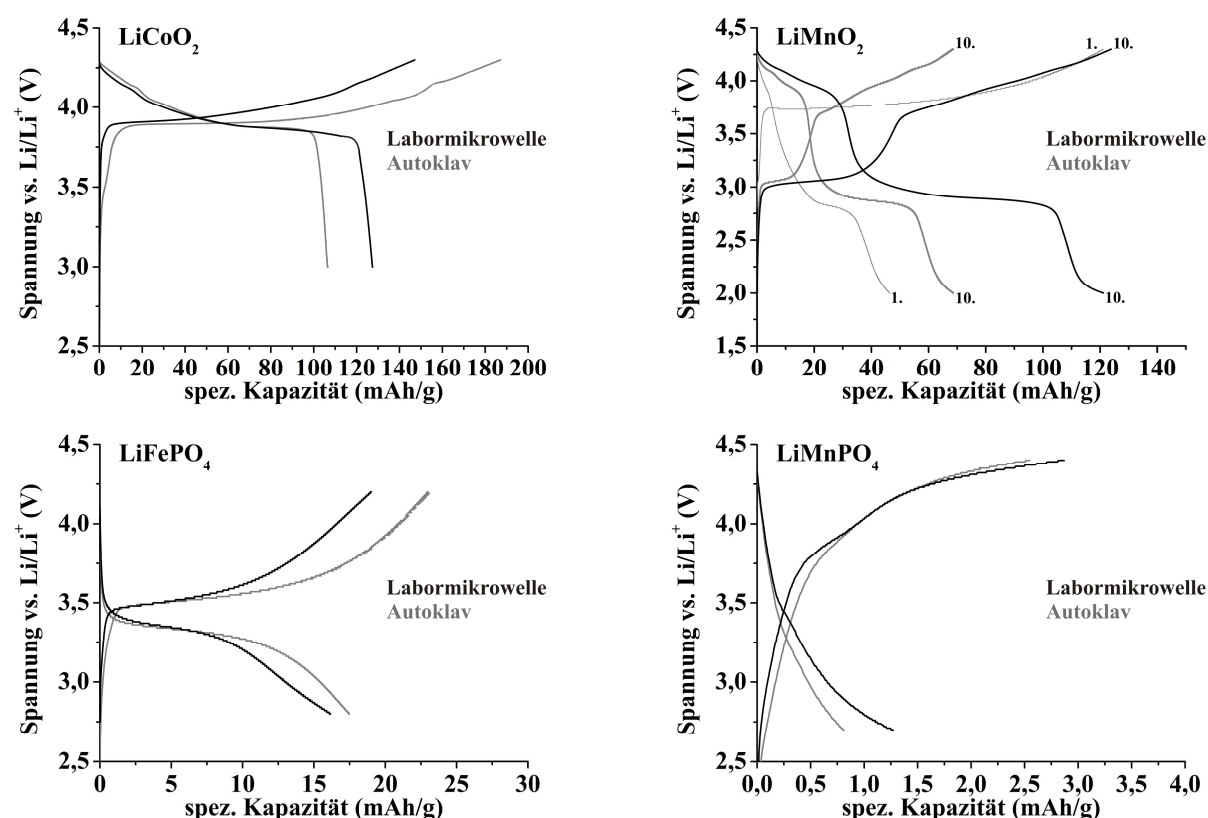 LiCoO2
Spannung vs. Li/Li+ (V)
4,5
4,0
3,5
3,0
2,5
0 20 40 60 80 100 120 140 160 180 200
spez. Kapazität (mAh/g)
Labormikrowelle
Autoklav
LiMnO2
Spannung vs. Li/Li+ (V)
4,5
4,0
3,5
3,0
2,5
2,0
1,5
0 20 40 60 80 100 120 140
spez. Kapazität (mAh/g)
10.
1. 10.
Labormikrowelle
Autoklav
1.
10.
10.
LiFePO4
Spannung vs. Li/Li+ (V)
4,5
4,0
3,5
3,0
2,5
0 5 10 15 20 25 30
spez. Kapazität (mAh/g)
Labormikrowelle
Autoklav
LiMnPO4
Spannung vs. Li/Li+ (V)
4,5
4,0
3,5
3,0
2,5
0,0 0,5 1,0 1,5 2,0 2,5 3,0 3,5 4,0
spez. Kapazität (mAh/g)
Labormikrowelle
Autoklav